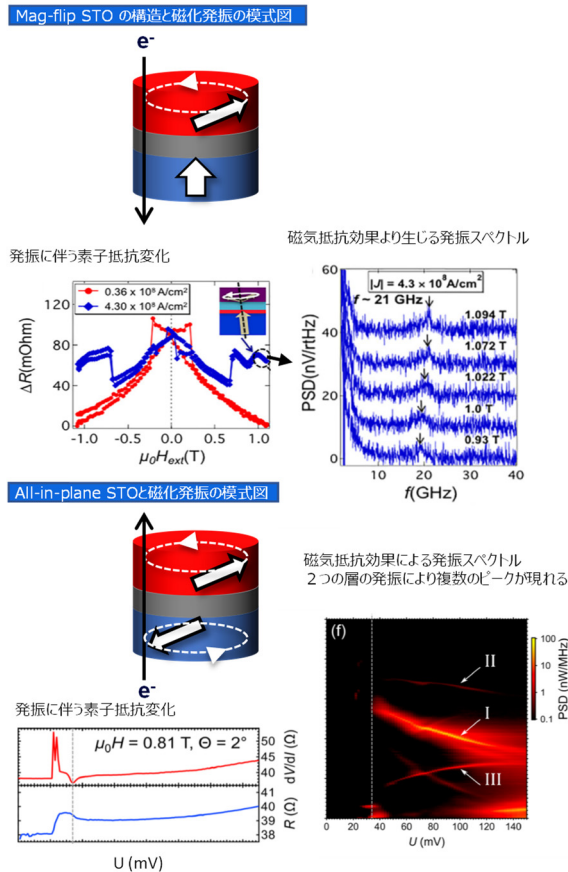 Mag-flip STO の構造と磁化発振の模式図
e-
発振に伴う素子抵抗変化
0.36 x 10⁸ A/cm²
4.30 x 10⁸ A/cm²
120
80
40
0
ΔR(mOhm)
-1.0 -0.5 0.0 0.5 1.0
μ₀Hext(T)
磁気抵抗効果より生じる発振スペクトル
60
40
20
0
PSD(nV/rtHz)
|J| = 4.3 x 10⁸A/cm²
f ~ 21 GHz
1.094 T
1.072 T
1.022 T
1.0 T
0.93 T
10 20 30 40
f(GHz)
All-in-plane STOと磁化発振の模式図
e-
発振に伴う素子抵抗変化
μ₀H = 0.81 T, Θ = 2°
50
45
40
dV/dI (Ω)
41
40
39
38
R (Ω)
U (mV)
磁気抵抗効果による発振スペクトル
２つの層の発振により複数のピークが現れる
(f)
II
I
III
100
10
1
0.1
PSD (nW/MHz)
0 20 40 60 80 100 140
U (mV)